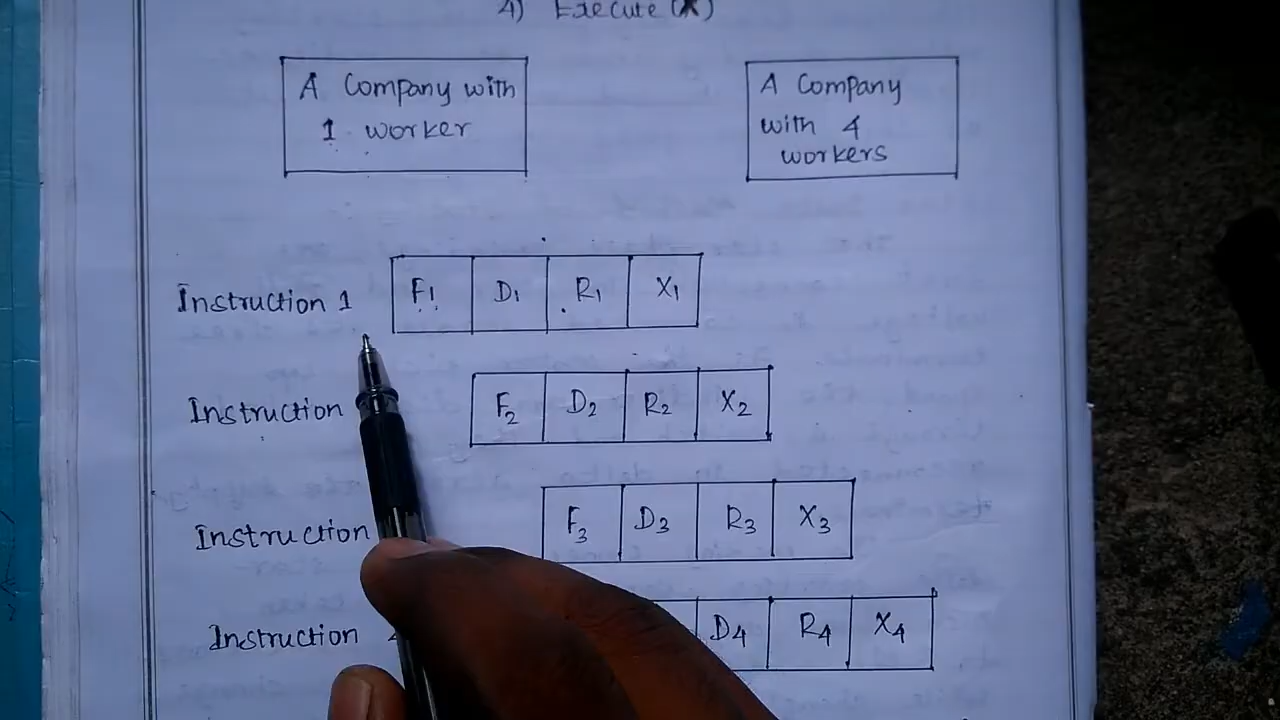 4) Execute (X)
A Company with
1 worker
A Company
with 4
workers
Instruction 1 F1 D1 R1 X1
Instruction F2 D2 R2 X2
Instruction F3 D3 R3 X3
Instruction D4 R4 X4